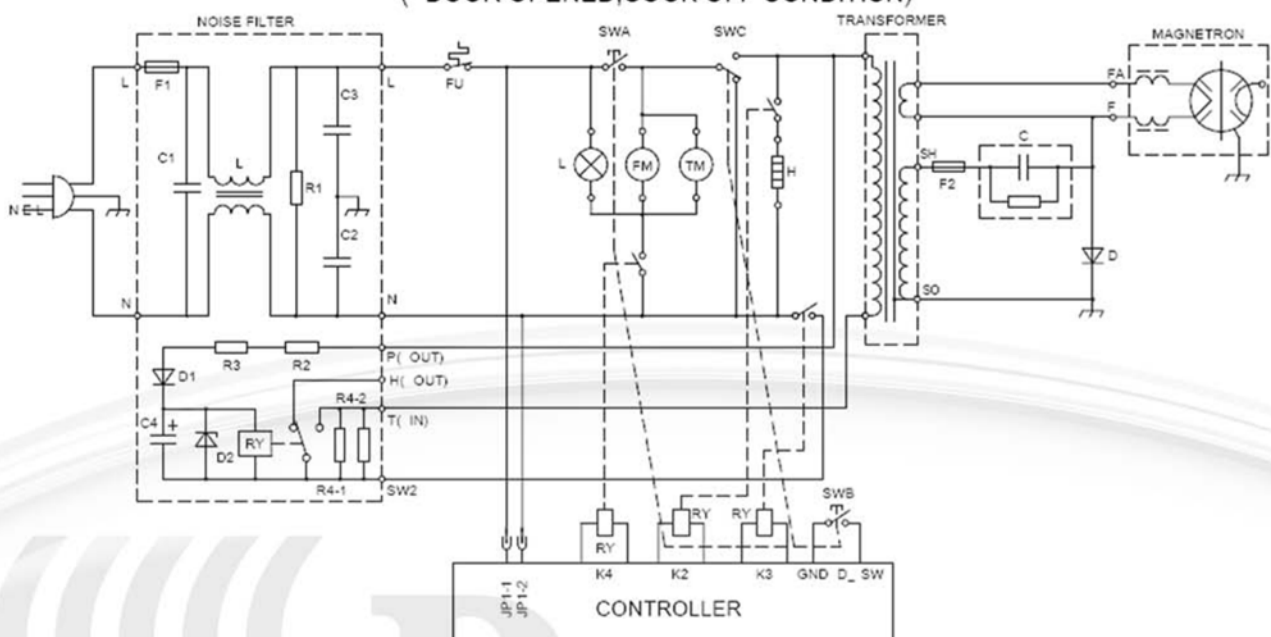 ( DOOR OPENED,COOK OFF CONDITION)
NOISE FILTER
SWA
SWC
TRANSFORMER
MAGNETRON
L
F1
L
L
FU
C3
C1
L
R1
C2
N E L
N
N
L
FM
TM
H
FA
F
SH
F2
C
D
SO
R3
R2
P( OUT)
D1
H( OUT)
R4-2
T( IN)
C4
+
D2
RY
R4-1
SW2
SWB
RY
RY
RY
K4
K2
K3
GND
D_ SW
JP1-1
JP1-2
CONTROLLER